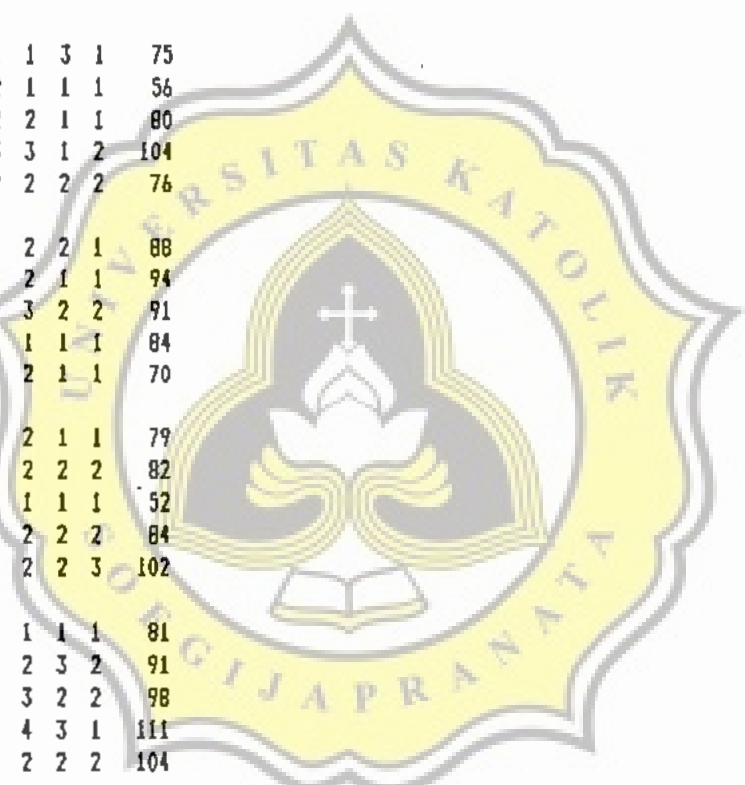 1 3 1 75
1 1 1 56
2 1 1 80
3 1 2 104
2 2 2 76
2 2 1 88
2 1 1 94
3 2 2 91
1 1 1 84
2 1 1 70
2 1 1 79
2 2 2 82
1 1 1 52
2 2 2 84
2 2 3 102
1 1 1 81
2 3 2 91
3 2 2 98
4 3 1 111
2 2 2 104
UNIVERSITAS KATOLIK
SOEGIJAPRANATA